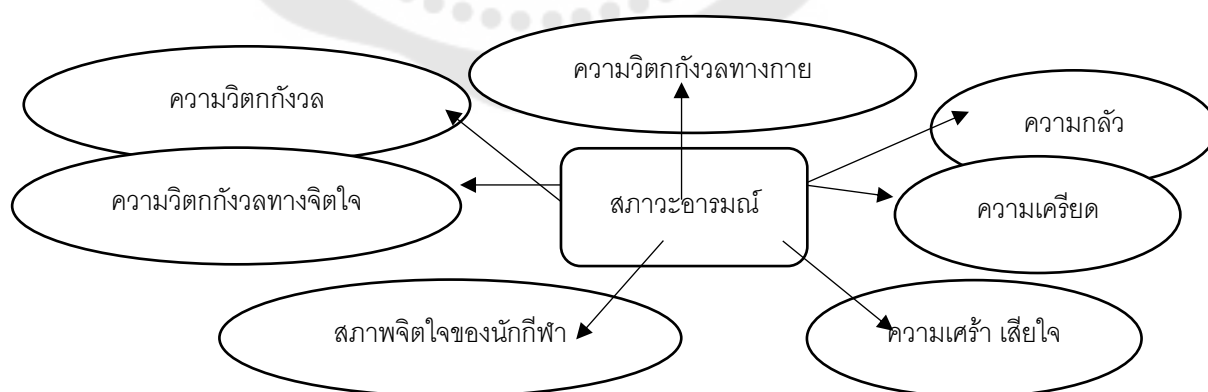 ความวิตกกังวลทางกาย
ความวิตกกังวล
ความกลัว
ความวิตกกังวลทางจิตใจ
สภาวะอารมณ์
ความเครียด
สภาพจิตใจของนักกีฬา
ความเศร้า เสียใจ